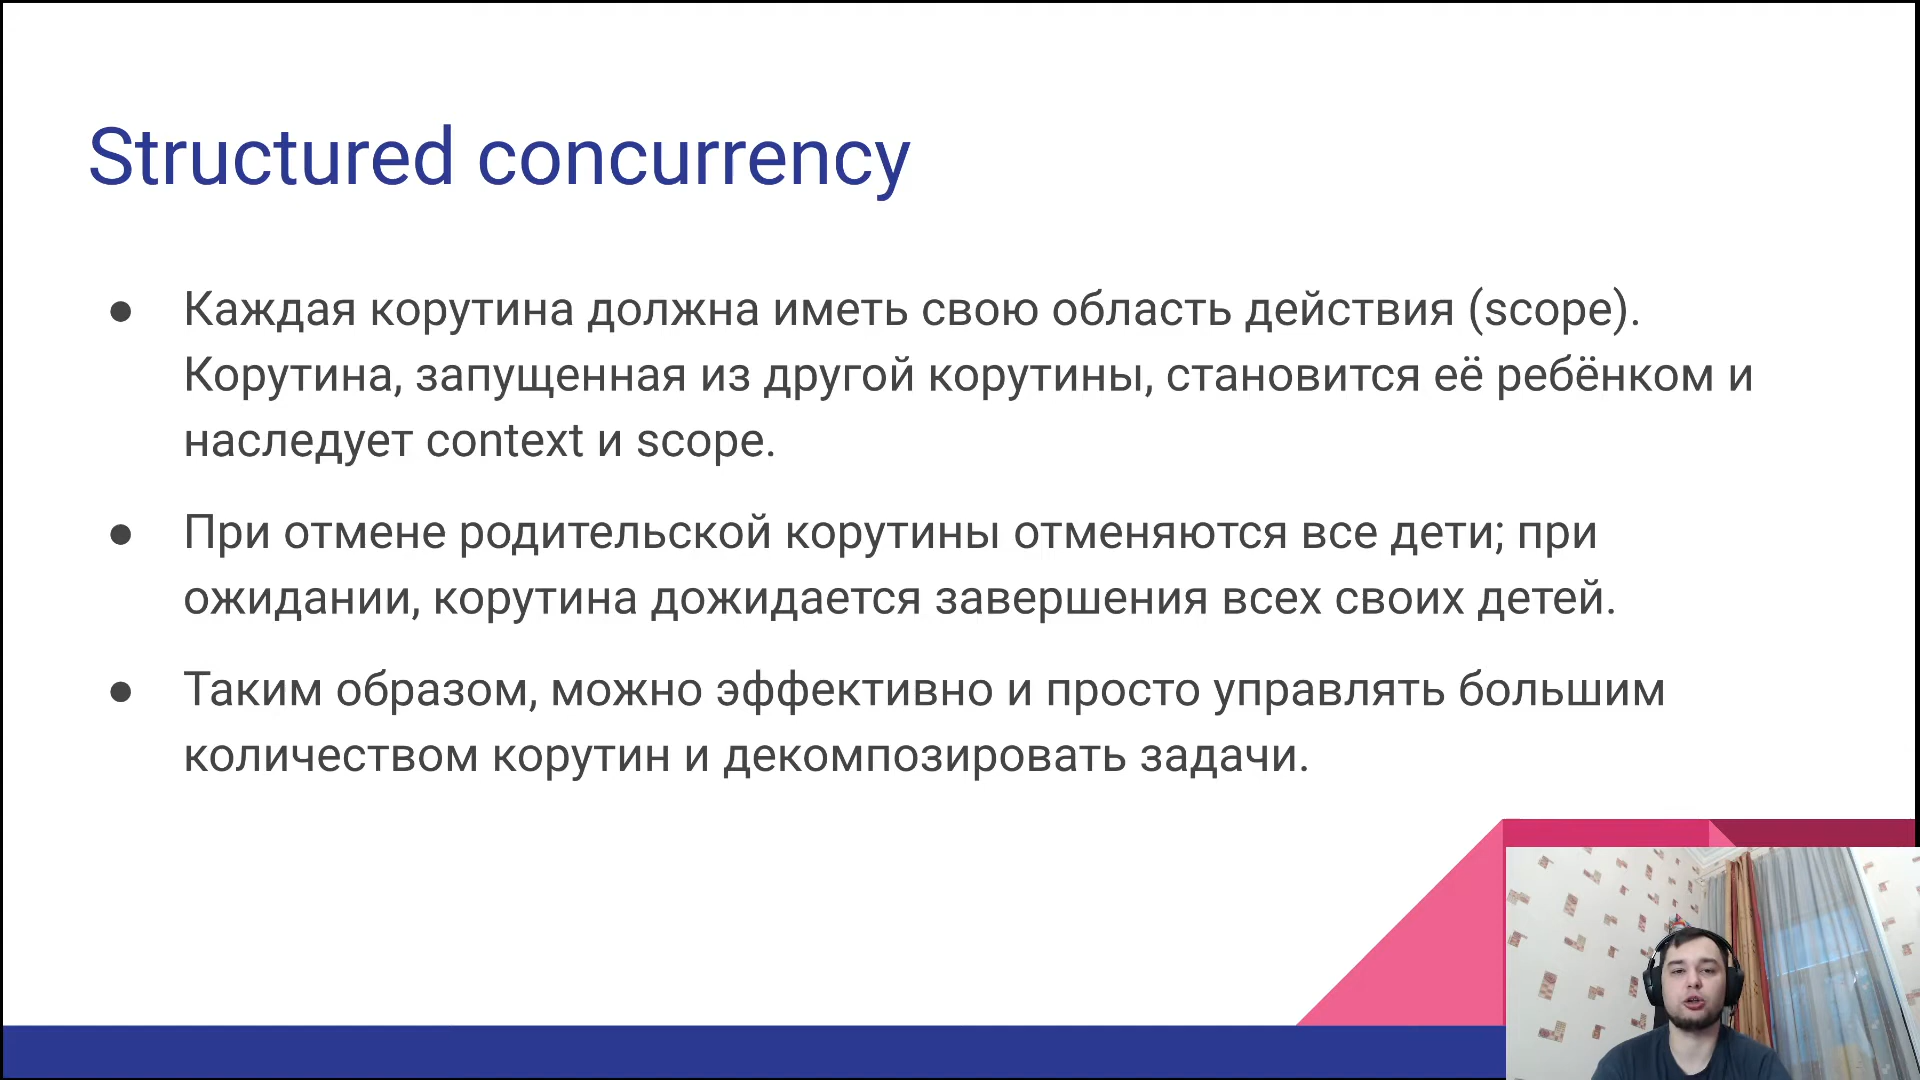 Structured concurrency
● Каждая корутина должна иметь свою область действия (scope).
Корутина, запущенная из другой корутины, становится её ребёнком и
наследует context и scope.
● При отмене родительской корутины отменяются все дети; при
ожидании, корутина дожидается завершения всех своих детей.
● Таким образом, можно эффективно и просто управлять большим
количеством корутин и декомпозировать задачи.